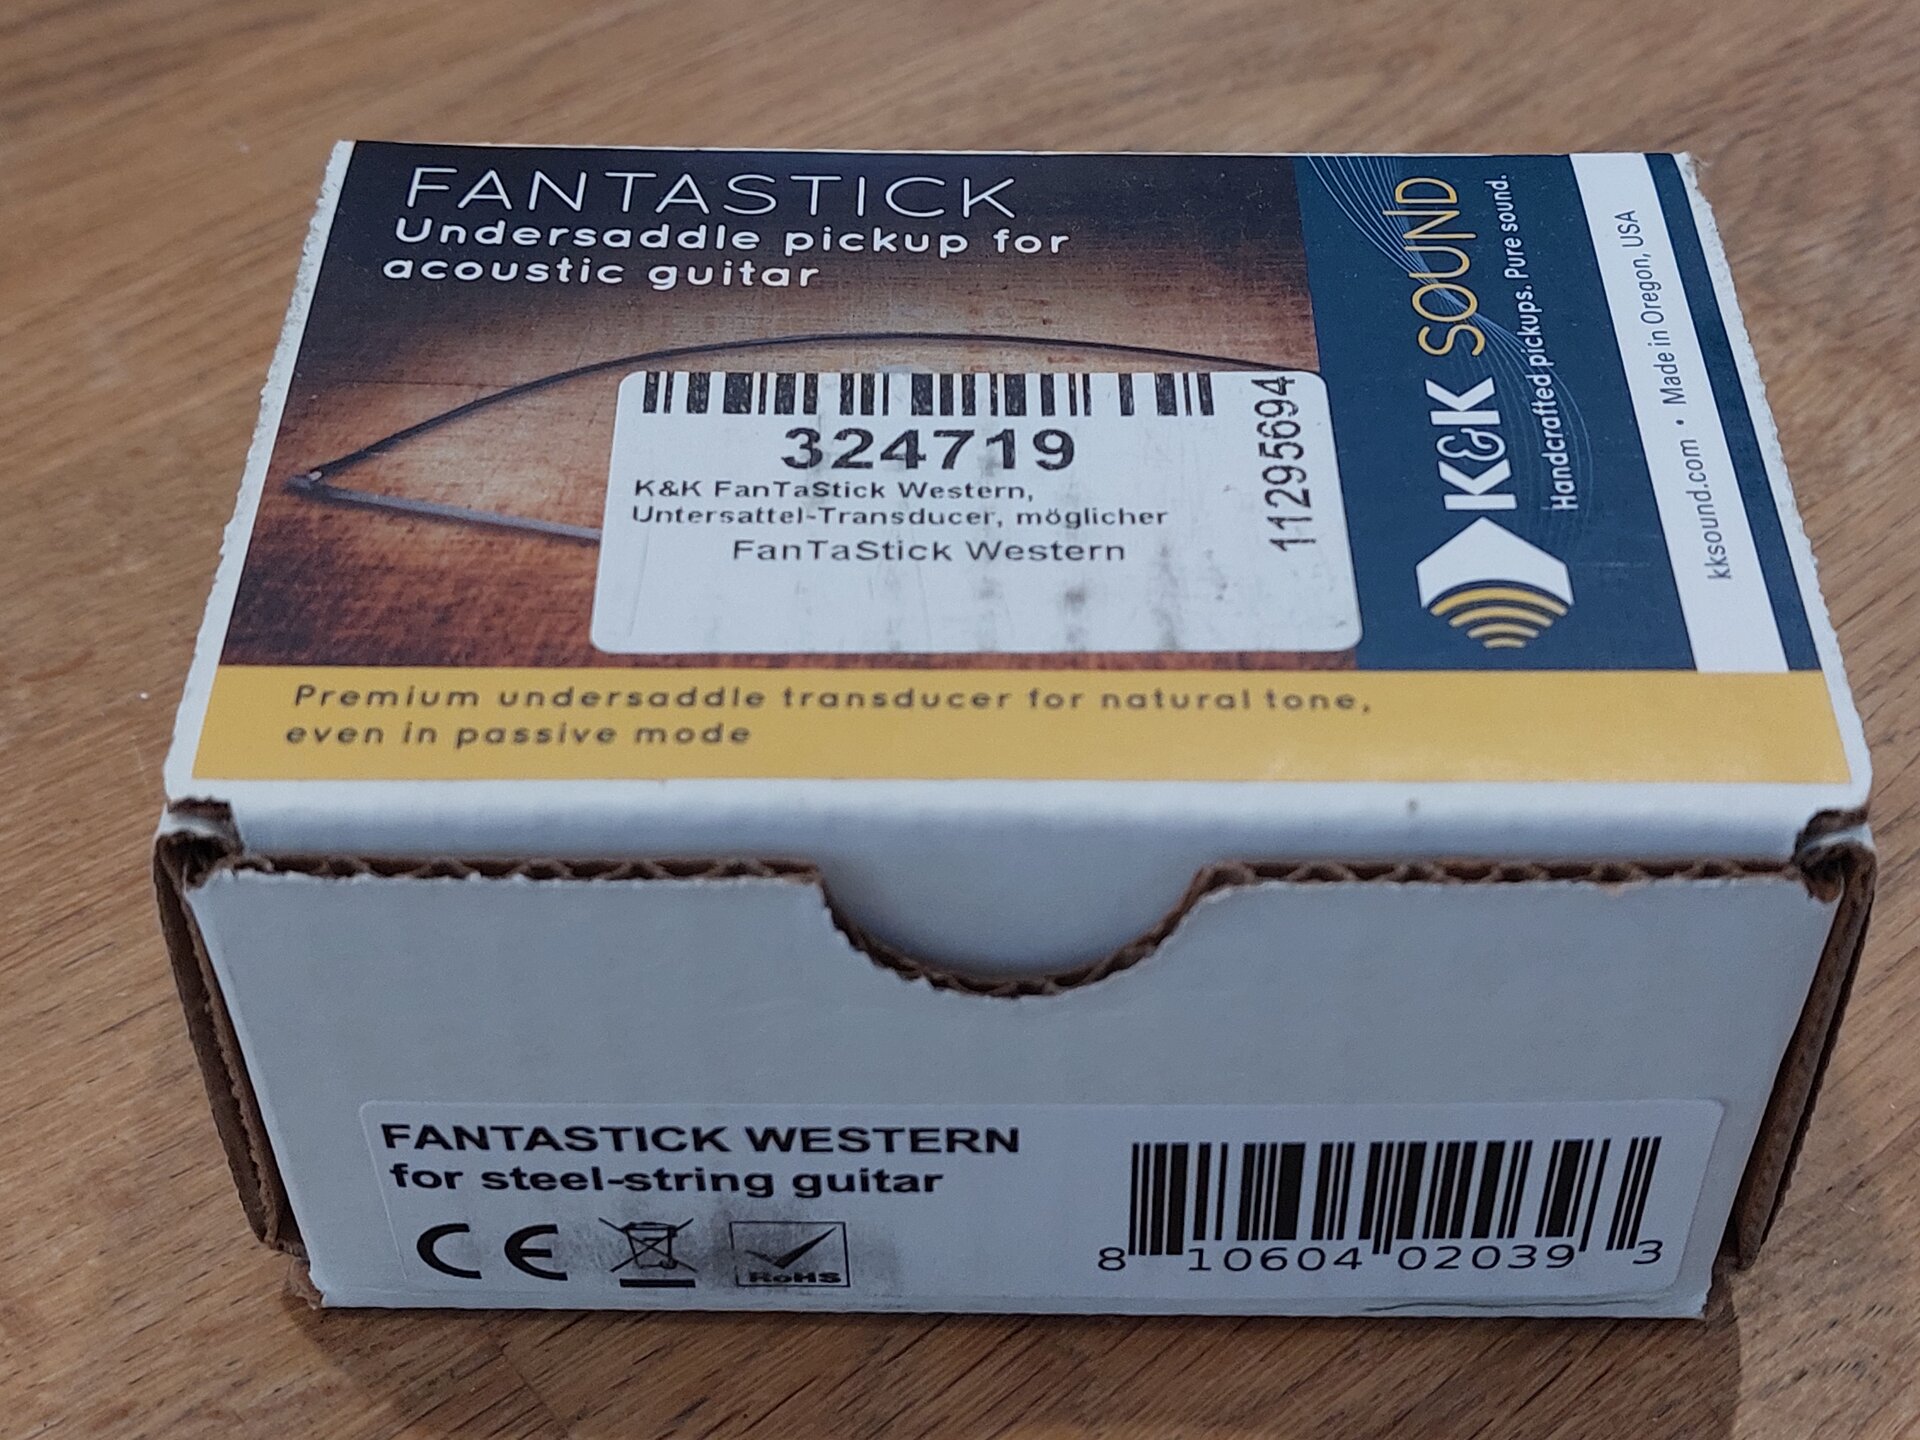 FANTASTICK
Undersaddle pickup for
acoustic guitar
324719
K&K FanTaStick Western,
Untersattel-Transducer, möglicher
FanTaStick Western
11295694
K&K SOUND
Handcrafted pickups. Pure sound.
kksound.com • Made in Oregon, USA
Premium undersaddle transducer for natural tone,
even in passive mode
FANTASTICK WESTERN
for steel-string guitar
CE
RoHS
8 10604 02039 3